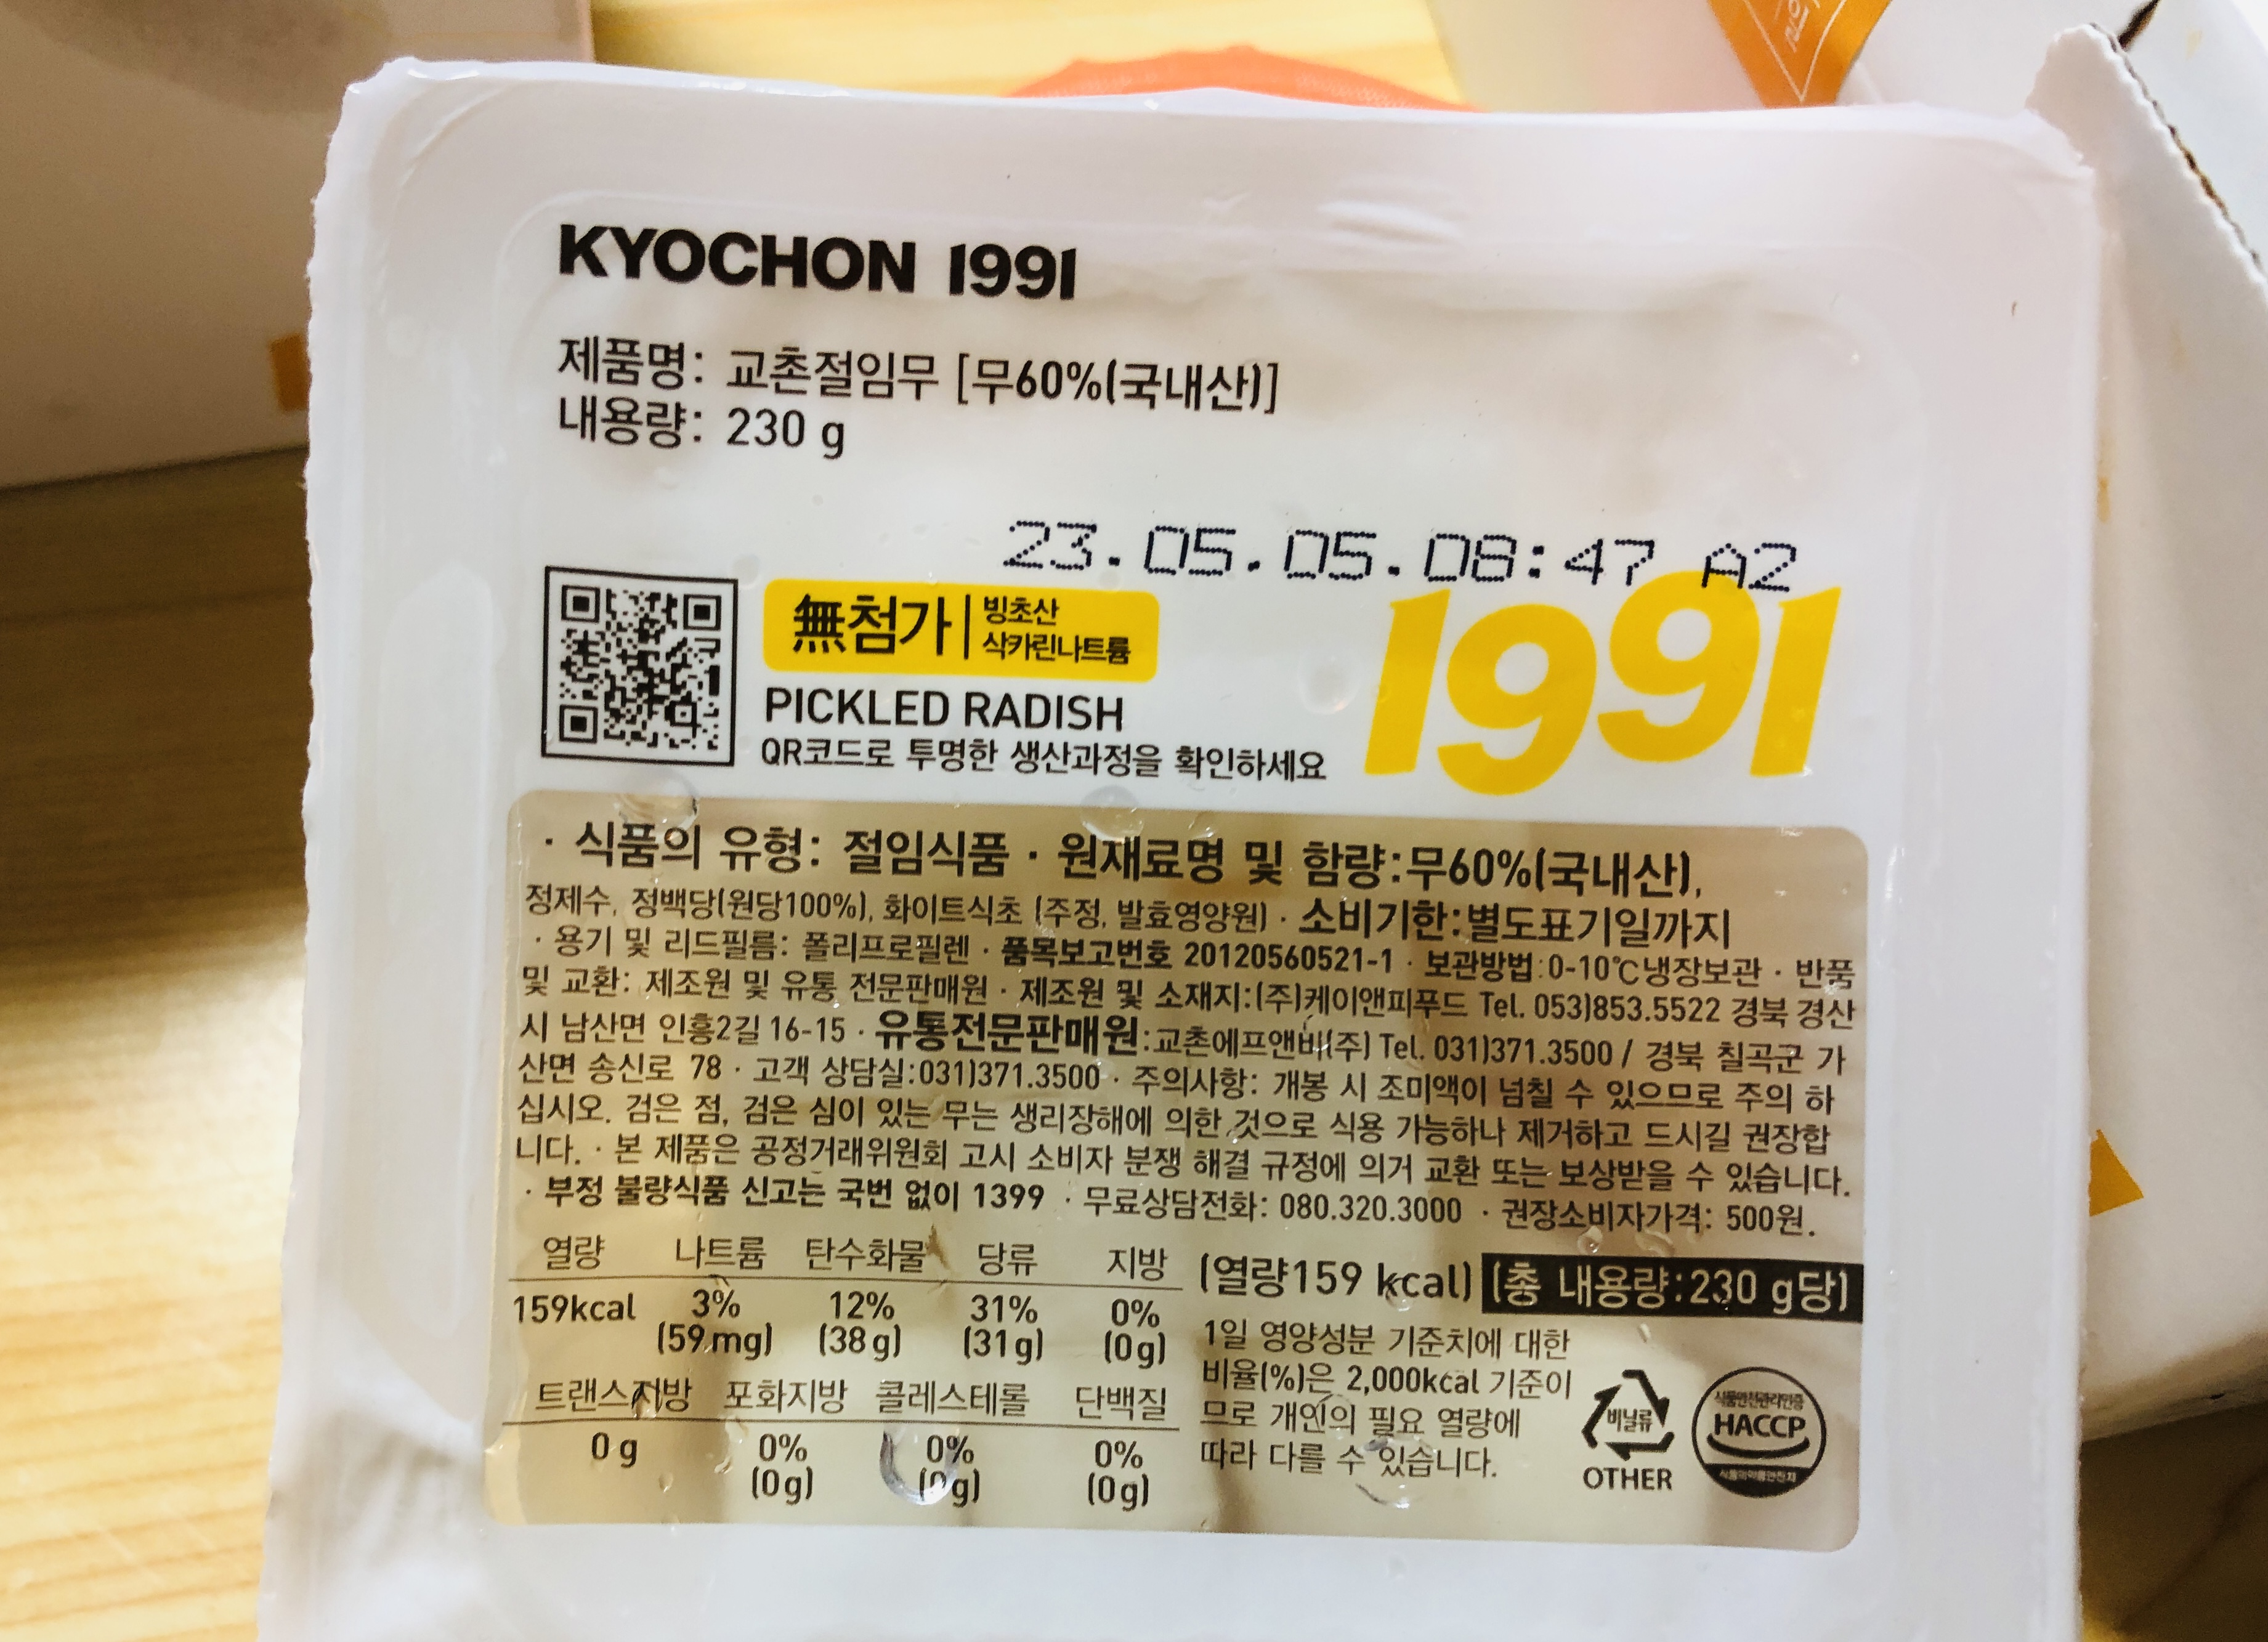 KYOCHON 1991
제품명: 교촌절임무 [무60%(국내산)]
내용량: 230 g
23.05.05.08:47 A2
無첨가 | 빙초산
삭카린나트륨
1991
PICKLED RADISH
QR코드로 투명한 생산과정을 확인하세요
· 식품의 유형: 절임식품 · 원재료명 및 함량:무60%(국내산),
정제수, 정백당(원당100%), 화이트식초 (주정, 발효영양원) · 소비기한:별도표기일까지
· 용기 및 리드필름: 폴리프로필렌 · 품목보고번호 20120560521-1 · 보관방법:0-10℃냉장보관 · 반품
및 교환: 제조원 및 유통 전문판매원 · 제조원 및 소재지:(주)케이앤피푸드 Tel. 053)853.5522 경북 경산
시 남산면 인흥2길 16-15 · 유통전문판매원:교촌에프앤비(주) Tel. 031)371.3500 / 경북 칠곡군 가
산면 송신로 78 · 고객 상담실:031)371.3500 · 주의사항: 개봉 시 조미액이 넘칠 수 있으므로 주의 하
십시오. 검은 점, 검은 심이 있는 무는 생리장해에 의한 것으로 식용 가능하나 제거하고 드시길 권장합
니다. · 본 제품은 공정거래위원회 고시 소비자 분쟁 해결 규정에 의거 교환 또는 보상받을 수 있습니다.
· 부정 불량식품 신고는 국번 없이 1399 · 무료상담전화: 080.320.3000 · 권장소비자가격: 500원.
열량 나트륨 탄수화물 당류 지방
159kcal 3% 12% 31% 0%
(59mg) (38g) (31g) (0g)
트랜스지방 포화지방 콜레스테롤 단백질
0g 0% 0% 0%
(0g) (0g) (0g)
(열량159 kcal) (총 내용량:230 g당)
1일 영양성분 기준치에 대한
비율(%)은 2,000kcal 기준이
므로 개인의 필요 열량에
따라 다를 수 있습니다.
비닐류
OTHER
식품안전관리인증
HACCP